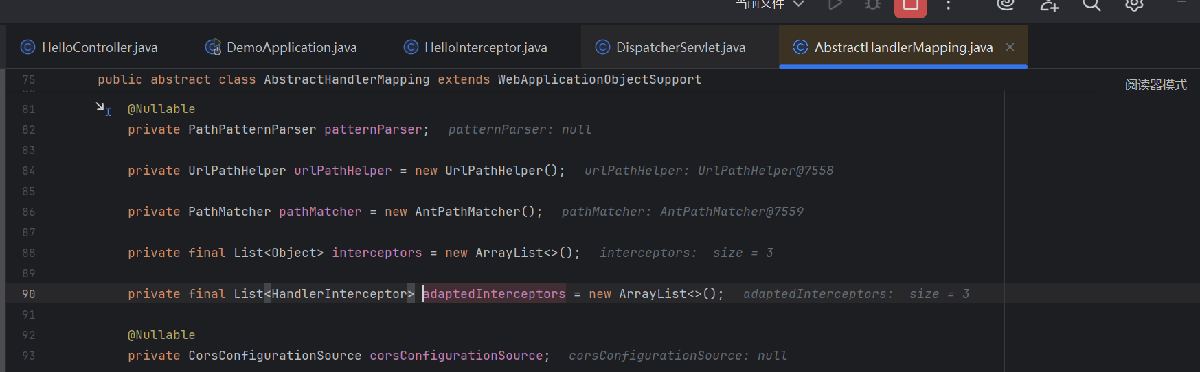 当前文件
HelloController.java DemoApplication.java HelloInterceptor.java DispatcherServlet.java AbstractHandlerMapping.java
75 public abstract class AbstractHandlerMapping extends WebApplicationObjectSupport
阅读器模式
81 @Nullable
82 private PathPatternParser patternParser; patternParser: null
83
84 private UrlPathHelper urlPathHelper = new UrlPathHelper(); urlPathHelper: UrlPathHelper@7558
85
86 private PathMatcher pathMatcher = new AntPathMatcher(); pathMatcher: AntPathMatcher@7559
87
88 private final List<Object> interceptors = new ArrayList<>(); interceptors: size = 3
89
90 private final List<HandlerInterceptor> adaptedInterceptors = new ArrayList<>(); adaptedInterceptors: size = 3
91
92 @Nullable
93 private CorsConfigurationSource corsConfigurationSource; corsConfigurationSource: null